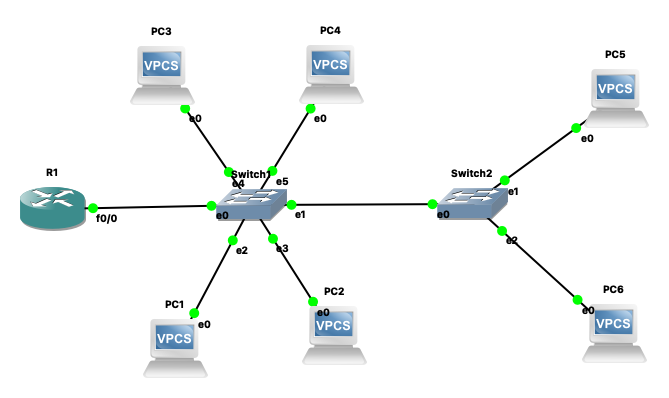 PC3
VPCS
e0
PC4
VPCS
e0
PC5
VPCS
e0
R1
f0/0
Switch1
e4
e5
e0
e1
e2
e3
Switch2
e0
e1
e2
PC1
VPCS
e0
PC2
e0
VPCS
PC6
e0
VPCS